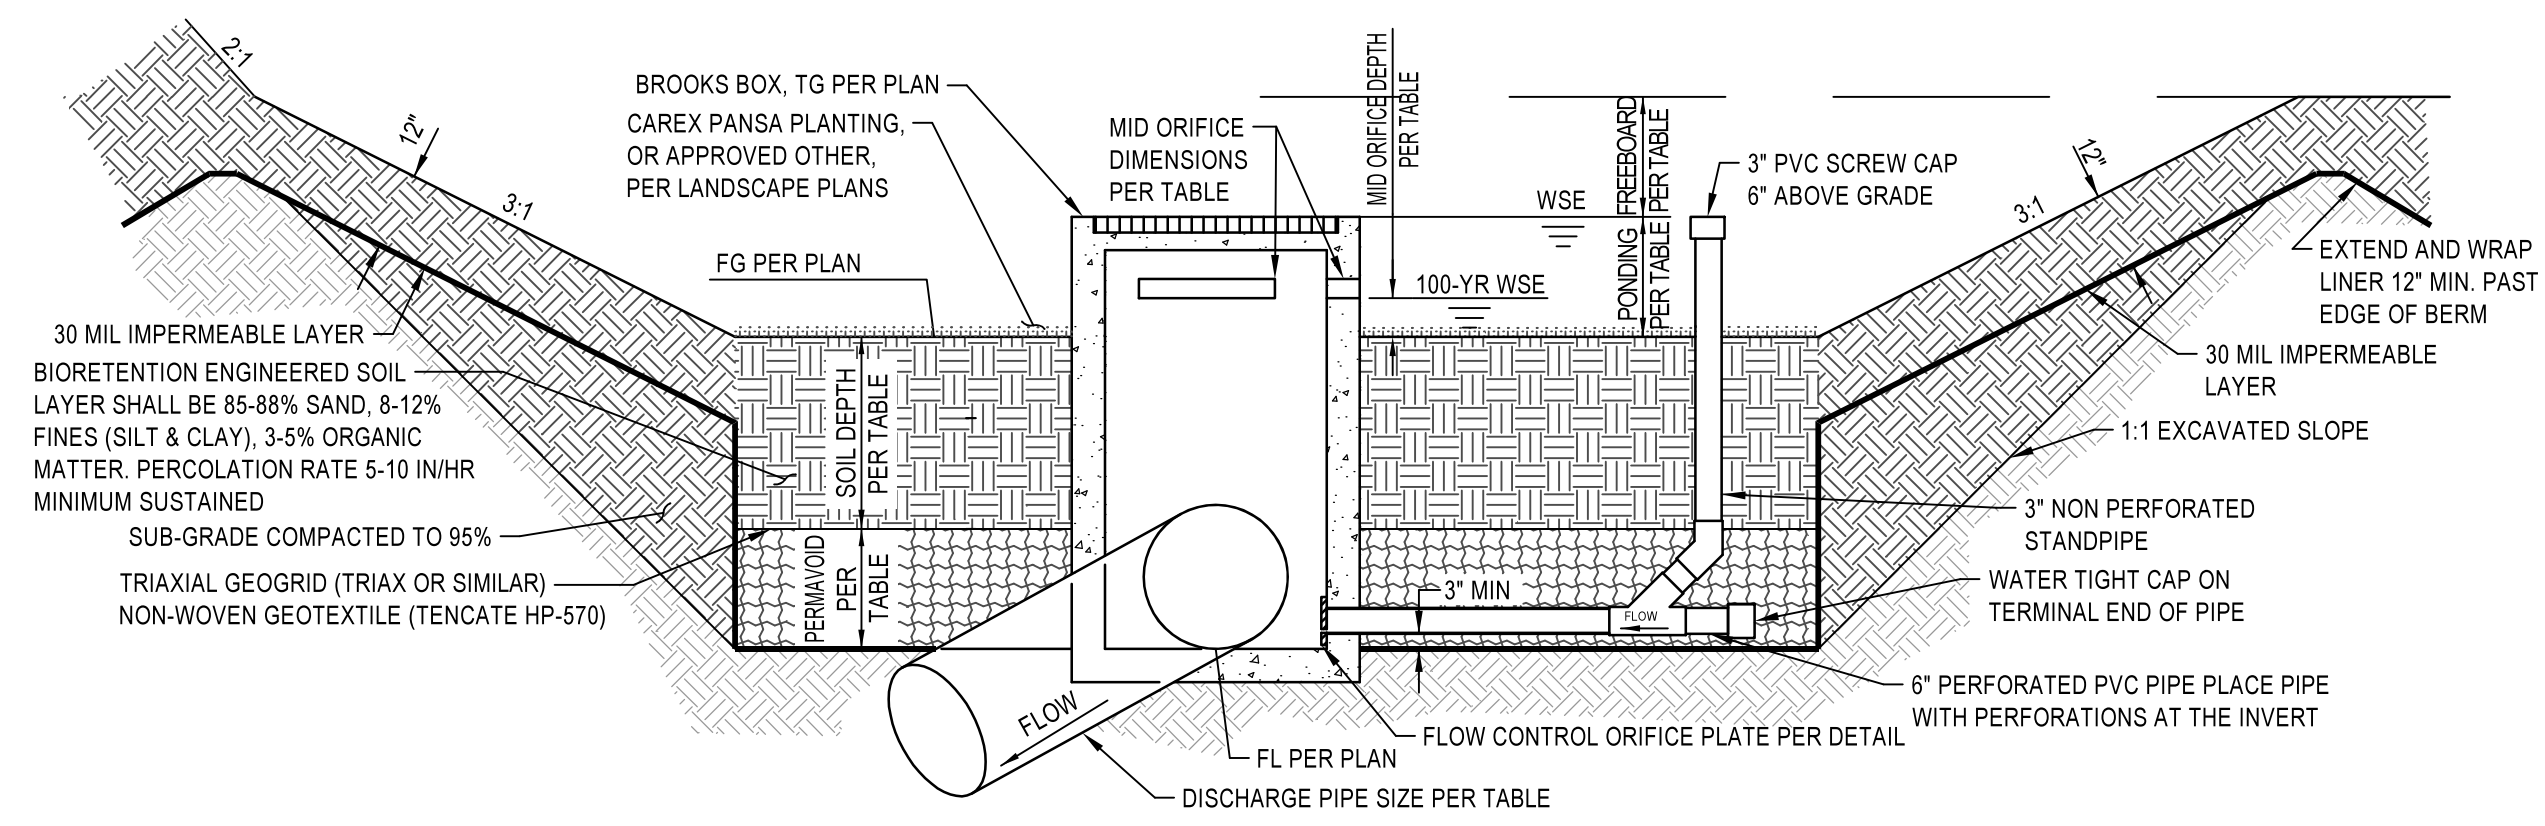 2:1
12"
3:1
BROOKS BOX, TG PER PLAN
CAREX PANSA PLANTING,
OR APPROVED OTHER,
PER LANDSCAPE PLANS
FG PER PLAN
30 MIL IMPERMEABLE LAYER
BIORETENTION ENGINEERED SOIL
LAYER SHALL BE 85-88% SAND, 8-12%
FINES (SILT & CLAY), 3-5% ORGANIC
MATTER. PERCOLATION RATE 5-10 IN/HR
MINIMUM SUSTAINED
SUB-GRADE COMPACTED TO 95%
TRIAXIAL GEOGRID (TRIAX OR SIMILAR)
NON-WOVEN GEOTEXTILE (TENCATE HP-570)
SOIL DEPTH
PER TABLE
PERMAVOID
PER
TABLE
MID ORIFICE
DIMENSIONS
PER TABLE
MID ORIFICE DEPTH
PER TABLE
WSE
100-YR WSE
FREEBOARD
PER TABLE
PONDING
PER TABLE
3" PVC SCREW CAP
6" ABOVE GRADE
12"
3:1
EXTEND AND WRAP
LINER 12" MIN. PAST
EDGE OF BERM
30 MIL IMPERMEABLE
LAYER
1:1 EXCAVATED SLOPE
3" NON PERFORATED
STANDPIPE
WATER TIGHT CAP ON
TERMINAL END OF PIPE
3" MIN
FLOW
6" PERFORATED PVC PIPE PLACE PIPE
WITH PERFORATIONS AT THE INVERT
FLOW CONTROL ORIFICE PLATE PER DETAIL
FLOW
FL PER PLAN
DISCHARGE PIPE SIZE PER TABLE